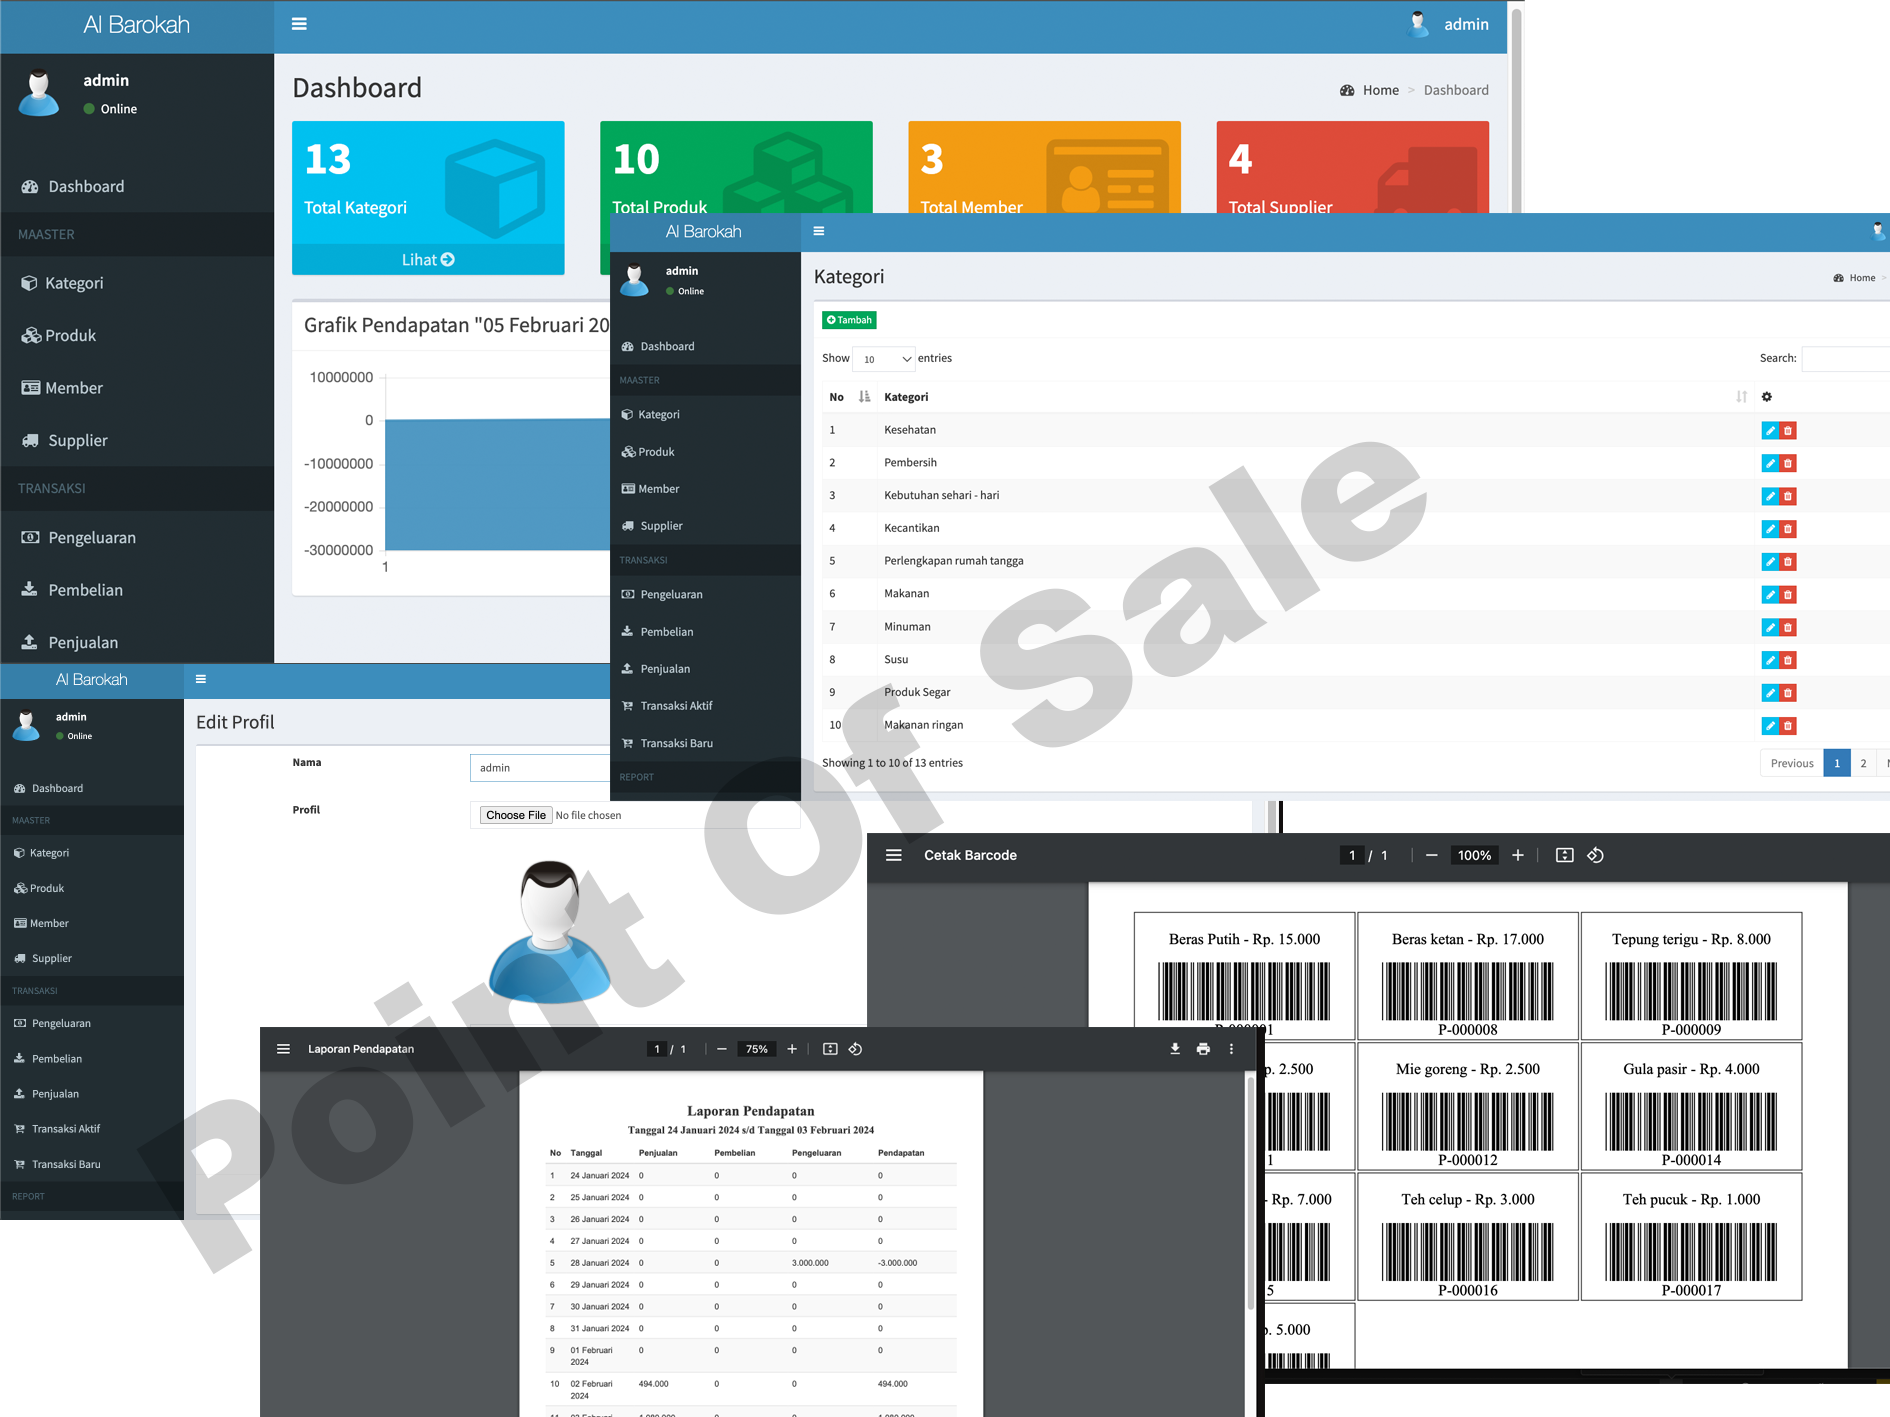 Al Barokah
admin
admin
Online
Dashboard
MAASTER
Kategori
Produk
Member
Supplier
TRANSAKSI
Pengeluaran
Pembelian
Penjualan
Dashboard
Home > Dashboard
13
Total Kategori
Lihat
10
Total Produk
3
Total Member
4
Total Supplier
Grafik Pendapatan "05 Februari 20
10000000
0
-10000000
-20000000
-30000000
1
Al Barokah
admin
Online
Dashboard
MAASTER
Kategori
Produk
Member
Supplier
TRANSAKSI
Pengeluaran
Pembelian
Penjualan
Transaksi Aktif
Transaksi Baru
REPORT
Kategori
Home >
Tambah
Show 10 entries
Search:
No Kategori
1 Kesehatan
2 Pembersih
3 Kebutuhan sehari - hari
4 Kecantikan
5 Perlengkapan rumah tangga
6 Makanan
7 Minuman
8 Susu
9 Produk Segar
10 Makanan ringan
Showing 1 to 10 of 13 entries
Previous 1 2
Al Barokah
admin
Online
Dashboard
MAASTER
Kategori
Produk
Member
Supplier
TRANSAKSI
Pengeluaran
Pembelian
Penjualan
Transaksi Aktif
Transaksi Baru
REPORT
Edit Profil
Nama
admin
Profil
Choose File No file chosen
Cetak Barcode
1 / 1
100%
Beras Putih - Rp. 15.000
Beras ketan - Rp. 17.000
Tepung terigu - Rp. 8.000
P-000008
P-000009
p. 2.500
Mie goreng - Rp. 2.500
Gula pasir - Rp. 4.000
1
P-000012
P-000014
- Rp. 7.000
Teh celup - Rp. 3.000
Teh pucuk - Rp. 1.000
5
P-000016
P-000017
p. 5.000
Laporan Pendapatan
1 / 1
75%
Laporan Pendapatan
Tanggal 24 Januari 2024 s/d Tanggal 03 Februari 2024
No Tanggal Penjualan Pembelian Pengeluaran Pendapatan
1 24 Januari 2024 0 0 0 0
2 25 Januari 2024 0 0 0 0
3 26 Januari 2024 0 0 0 0
4 27 Januari 2024 0 0 0 0
5 28 Januari 2024 0 0 3.000.000 -3.000.000
6 29 Januari 2024 0 0 0 0
7 30 Januari 2024 0 0 0 0
8 31 Januari 2024 0 0 0 0
9 01 Februari 2024 0 0 0 0
10 02 Februari 2024 494.000 0 0 494.000
Point Of Sale